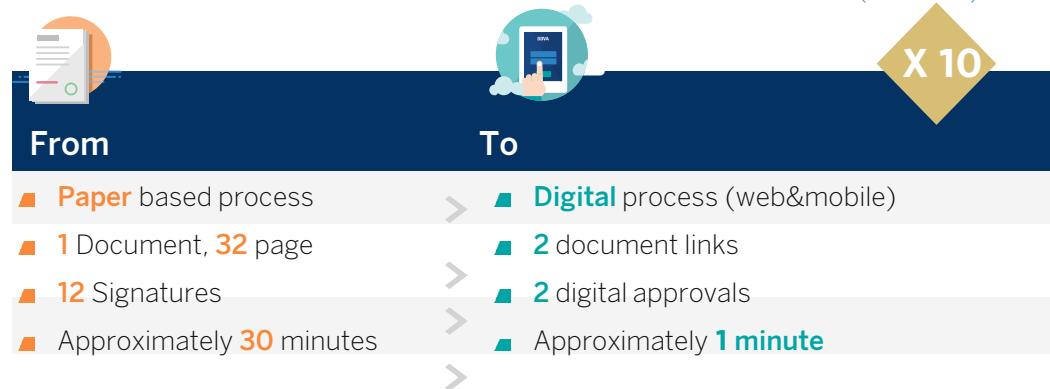 BBVA
X 10
From
To
Paper based process
Digital process (web&mobile)
1 Document, 32 page
2 document links
12 Signatures
2 digital approvals
Approximately 30 minutes
Approximately 1 minute